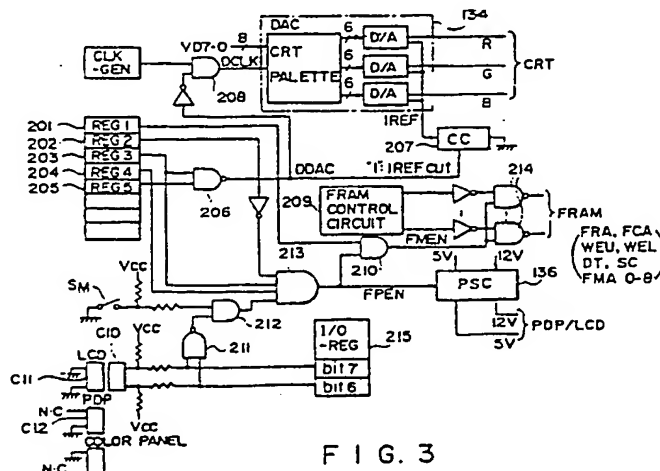 DAC
134
VD7-0
8
6
D/A
R
CLK
-GEN
DCLK
CRT
PALETTE
6
D/A
G
CRT
208
6
D/A
B
IREF
201
REG 1
207
CC
202
REG 2
203
REG 3
DDAC
"1": IREF CUT
204
REG 4
214
205
REG 5
206
209
FRAM
CONTROL
CIRCUIT
FRAM
213
FMEN
FRA, FCA
WEU, WEL
DT, SC
FMA 0-8
210
5V
12V
SM
VCC
PSC
136
FPEN
12V
PDP/LCD
5V
212
C10
VCC
I/O
-REG
215
211
LCD
bit7
C11
bit6
PDP
N·C
VCC
C12
COLOR PANEL
N·C
FIG. 3